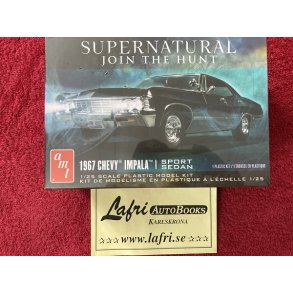 SUPERNATURAL
JOIN THE HUNT
amt
1967 CHEVY IMPALA
SPORT
SEDAN
1/25 SCALE PLASTIC MODEL KIT
KIT DE MODELISME EN PLASTIQUE A L'ÉCHELLE 1/25
Lafri AUTOBOOKS
KARLSKRONA
www.lafri.se